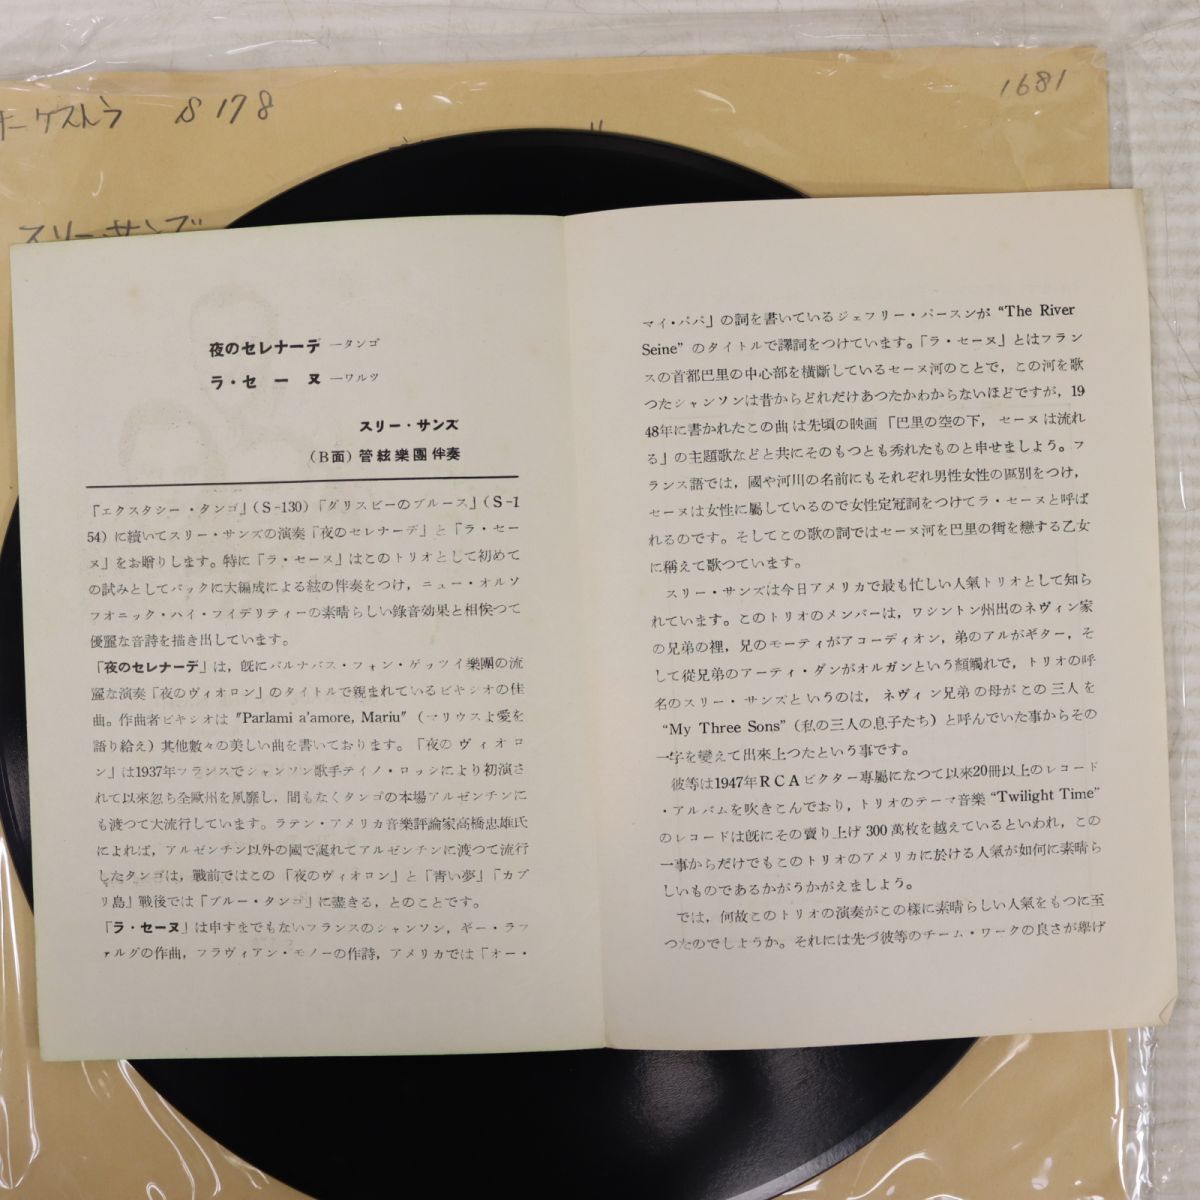 ーケストラ S178
1681
スリー・サンズ
夜のセレナーデ ―タンゴ
ラ・セーヌ ―ワルツ
スリー・サンズ
(B面)管絃樂團伴奏
『エクスタシー・タンゴ』(S-130)『グリスビーのブルース』(S-1
54)に續いてスリー・サンズの演奏『夜のセレナーデ』と『ラ・セー
ヌ』をお贈りします。特に『ラ・セーヌ』はこのトリオとして初めて
の試みとしてバックに大編成による絃の伴奏をつけ，ニュー・オルソ
フォニック・ハイ・フイデリティーの素晴らしい錄音効果と相俟つて
優麗な音詩を描き出しています。
『夜のセレナーデ』は，旣にバルナバス・フォン・ゲッツイ樂團の流
麗な演奏『夜のヴィオロン』のタイトルで親まれているビキシオの佳
曲。作曲者ビキシオは "Parlami a'amore, Mariu" (マリウスよ愛を
語り給え)其他數々の美しい曲を書いております。『夜のヴィオロ
ン』は1937年フランスでシャンソン歌手テイノ・ロッシにより初演さ
れて以來忽ち全歐州を風靡し，間もなくタンゴの本場アルゼンチンに
も渡つて大流行しています。ラテン・アメリカ音樂評論家高橋忠雄氏
によれば，アルゼンチン以外の國で誕れてアルゼンチンに渡つて流行
したタンゴは，戰前ではこの『夜のヴィオロン』と『靑い夢』『カプ
リ島』戰後では『ブルー・タンゴ』に盡きる，とのことです。
『ラ・セーヌ』は申すまでもないフランスのシャンソン，ギー・ラフ
ァルグの作曲，フラヴィアン・モノーの作詩，アメリカでは『オー・
マイ・パパ』の詞を書いているジェフリー・パースンが "The River
Seine" のタイトルで譯詞をつけています。『ラ・セーヌ』とはフラン
スの首都巴里の中心部を橫斷しているセーヌ河のことで，この河を歌
つたシャンソンは昔からどれだけあつたかわからないほどですが，19
48年に書かれたこの曲は先頃の映画『巴里の空の下，セーヌは流れ
る』の主題歌などと共にそのもつとも秀れたものと申せましよう。フ
ランス語では，國や河川の名前にもそれぞれ男性女性の區別をつけ，
セーヌは女性に屬しているので女性定冠詞をつけてラ・セーヌと呼ば
れるのです。そしてこの歌の詞ではセーヌ河を巴里の街を戀する乙女
に稱えて歌つています。
スリー・サンズは今日アメリカで最も忙しい人氣トリオとして知ら
れています。このトリオのメンバーは，ワシントン州出のネヴィン家
の兄弟の裡，兄のモーティがアコーディオン，弟のアルがギター，そ
して從兄弟のアーティ・ダンがオルガンという顏觸れで，トリオの呼
名のスリー・サンズというのは，ネヴィン兄弟の母がこの三人を
"My Three Sons" (私の三人の息子たち)と呼んでいた事からその
一字を變えて出來上つたという事です。
彼等は1947年RCAビクター專屬になつて以來20冊以上のレコード
・アルバムを吹きこんでおり，トリオのテーマ音樂 "Twilight Time"
のレコードは旣にその賣り上げ300萬枚を越えているといわれ，この
一事からだけでもこのトリオのアメリカに於ける人氣が如何に素晴ら
しいものであるかがうかがえましよう。
では，何故このトリオの演奏がこの樣に素晴らしい人氣をもつに至
つたのでしようか。それには先づ彼等のチーム・ワークの良さが擧げ